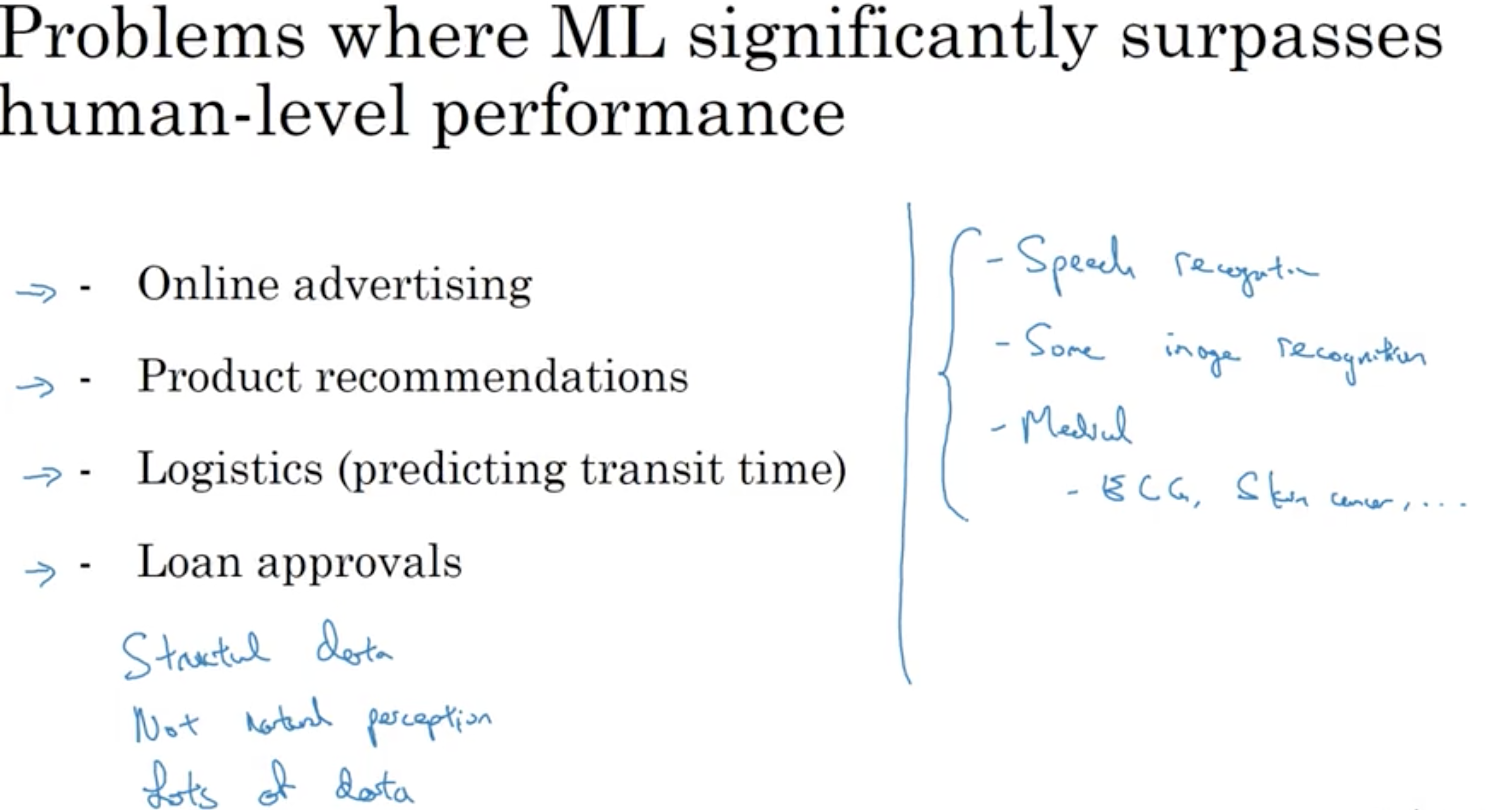 Problems where ML significantly surpasses
human-level performance
- Online advertising
- Product recommendations
- Logistics (predicting transit time)
- Loan approvals
Structured data
Not natural perception
Lots of data
- Speech recognition
- Some image recognition
- Medical
- ECG, Skin cancer, ...